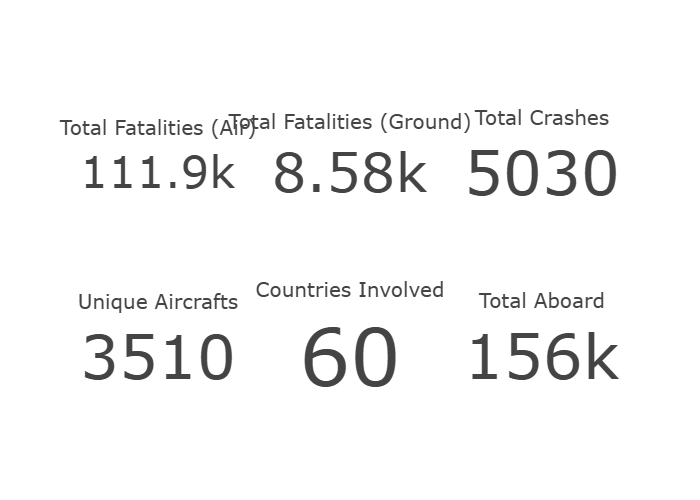 Total Fatalities (Air)
111.9k
Total Fatalities (Ground)
8.58k
Total Crashes
5030
Unique Aircrafts
3510
Countries Involved
60
Total Aboard
156k